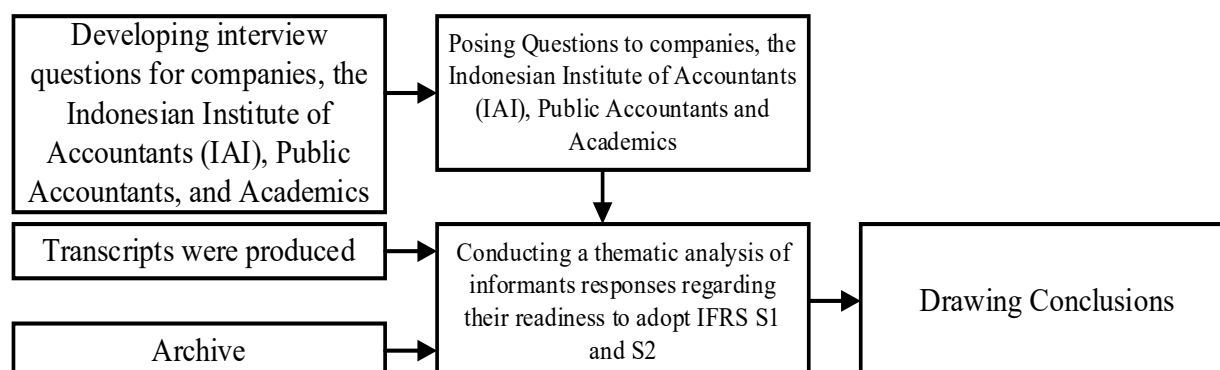 Developing interview
questions for companies, the
Indonesian Institute of
Accountants (IAI), Public
Accountants, and Academics
Posing Questions to companies, the
Indonesian Institute of Accountants
(IAI), Public Accountants and
Academics
Transcripts were produced
Conducting a thematic analysis of
informants responses regarding
their readiness to adopt IFRS S1
and S2
Drawing Conclusions
Archive